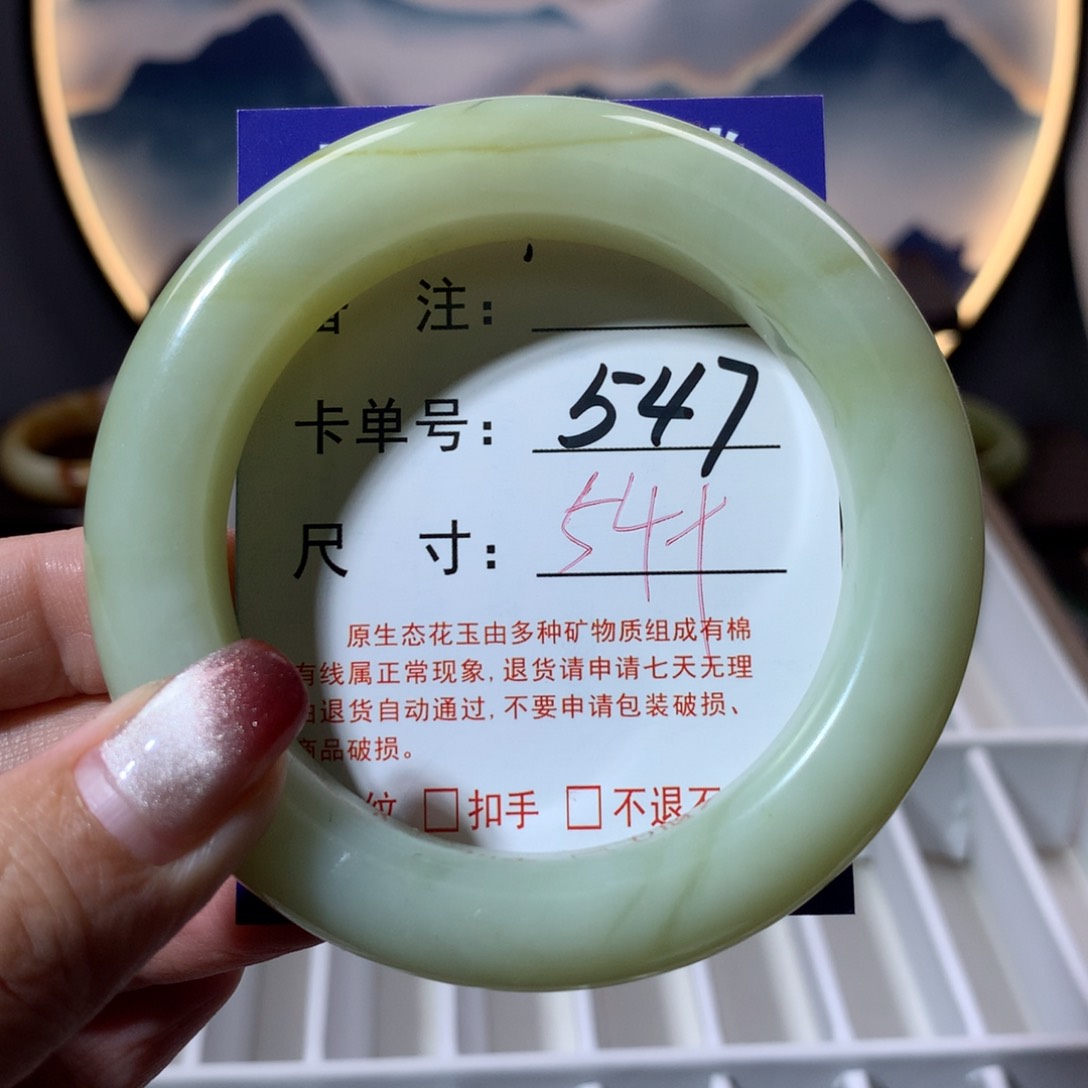 注：
卡单号：547
尺 寸：54
原生态花玉由多种矿物质组成有棉
有线属正常现象，退货请申请七天无理
由退货自动通过，不要申请包装破损、
商品破损。
纹 □扣手 □不退不